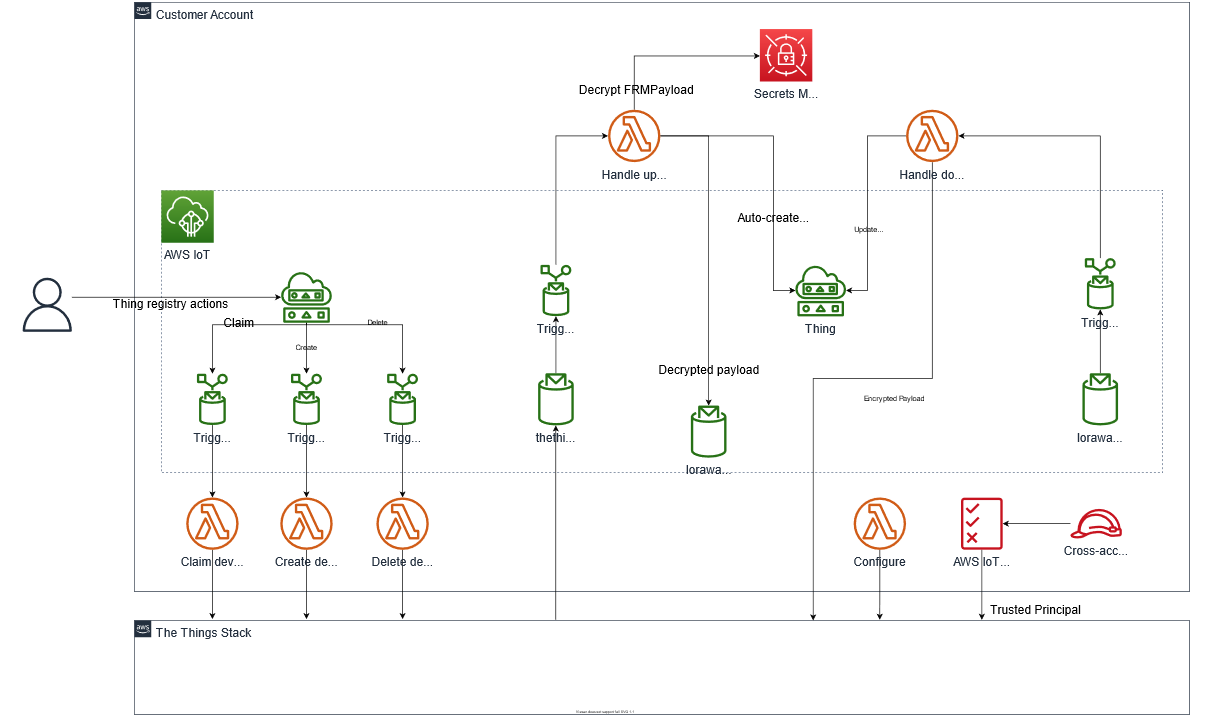 aws
Customer Account
Decrypt FRMPayload
Secrets M...
Handle up...
Handle do...
Auto-create...
Update...
AWS IoT
Thing registry actions
Claim
Delete
Create
Trigg...
Thing
Trigg...
Decrypted payload
Encrypted Payload
Trigg...
Trigg...
Trigg...
thethi...
lorawa...
lorawa...
Claim dev...
Create de...
Delete de...
Configure
AWS IoT...
Cross-acc...
Trusted Principal
aws
The Things Stack